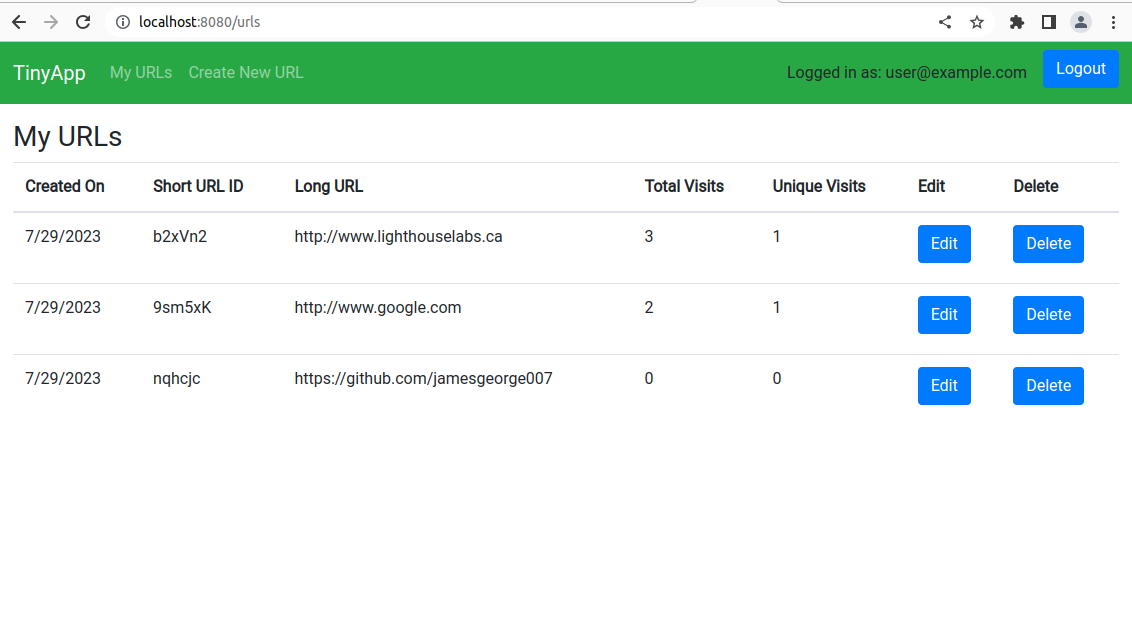 localhost:8080/urls
TinyApp My URLs Create New URL Logged in as: user@example.com Logout
My URLs
Created On Short URL ID Long URL Total Visits Unique Visits Edit Delete
7/29/2023 b2xVn2 http://www.lighthouselabs.ca 3 1 Edit Delete
7/29/2023 9sm5xK http://www.google.com 2 1 Edit Delete
7/29/2023 nqhcjc https://github.com/jamesgeorge007 0 0 Edit Delete